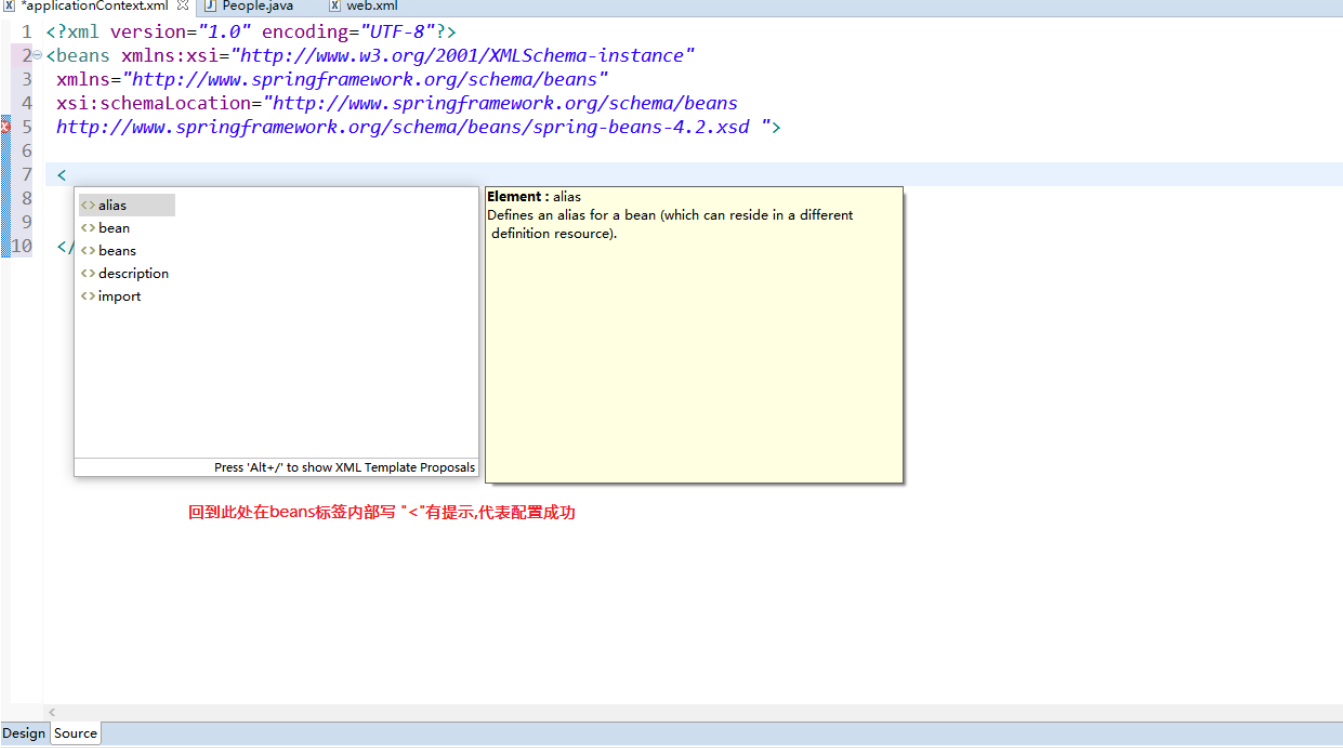 *applicationContext.xml People.java web.xml
1 <?xml version="1.0" encoding="UTF-8"?>
2 <beans xmlns:xsi="http://www.w3.org/2001/XMLSchema-instance"
3 xmlns="http://www.springframework.org/schema/beans"
4 xsi:schemaLocation="http://www.springframework.org/schema/beans
5 http://www.springframework.org/schema/beans/spring-beans-4.2.xsd ">
6
7 <
8
9
10 </
<> alias
<> bean
<> beans
<> description
<> import
Press 'Alt+/' to show XML Template Proposals
Element : alias
Defines an alias for a bean (which can reside in a different
definition resource).
回到此处在beans标签内部写 "<"有提示,代表配置成功
Design Source